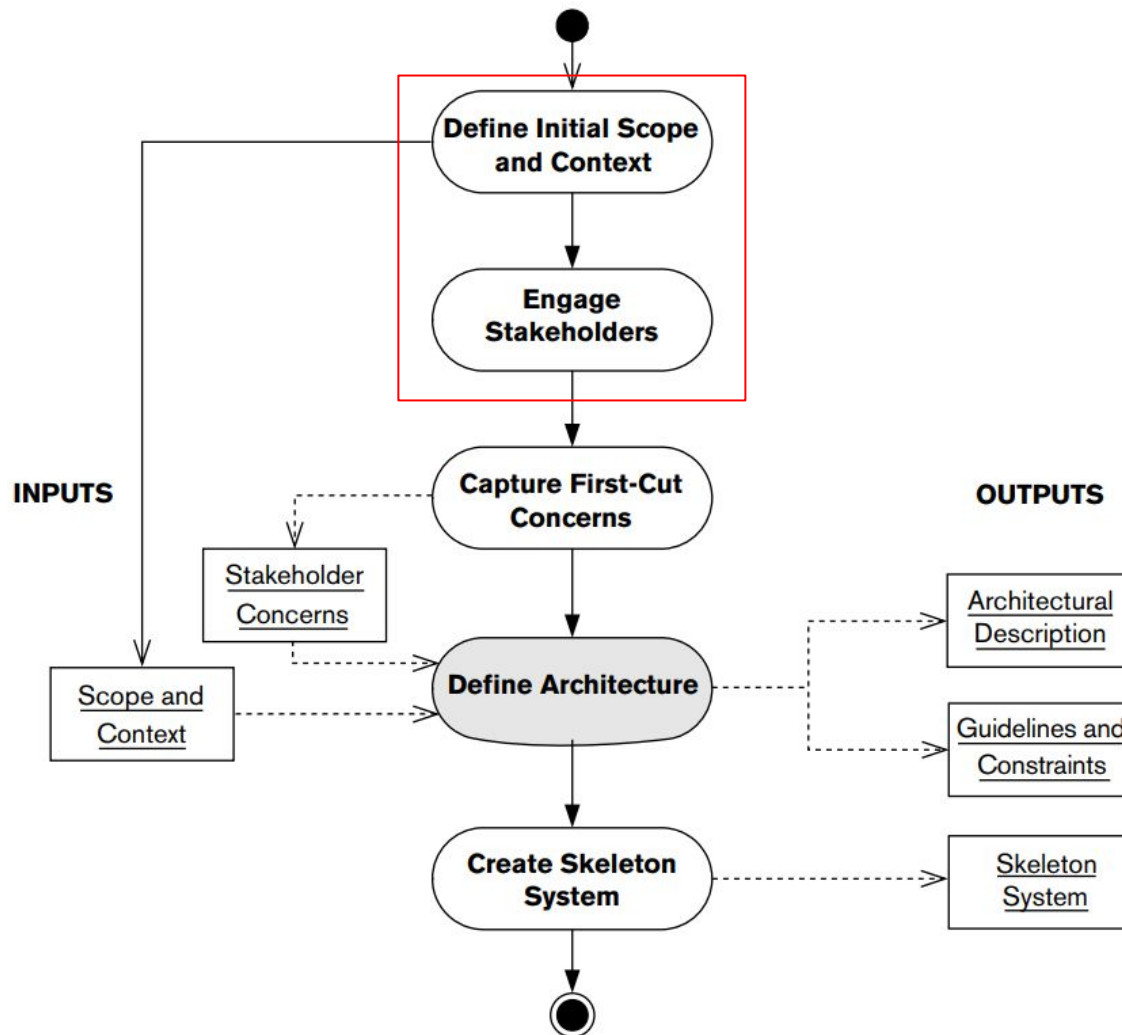 Define Initial Scope
and Context
Engage
Stakeholders
Capture First-Cut
Concerns
INPUTS
OUTPUTS
Stakeholder
Concerns
Architectural
Description
Define Architecture
Scope and
Context
Guidelines and
Constraints
Create Skeleton
System
Skeleton
System